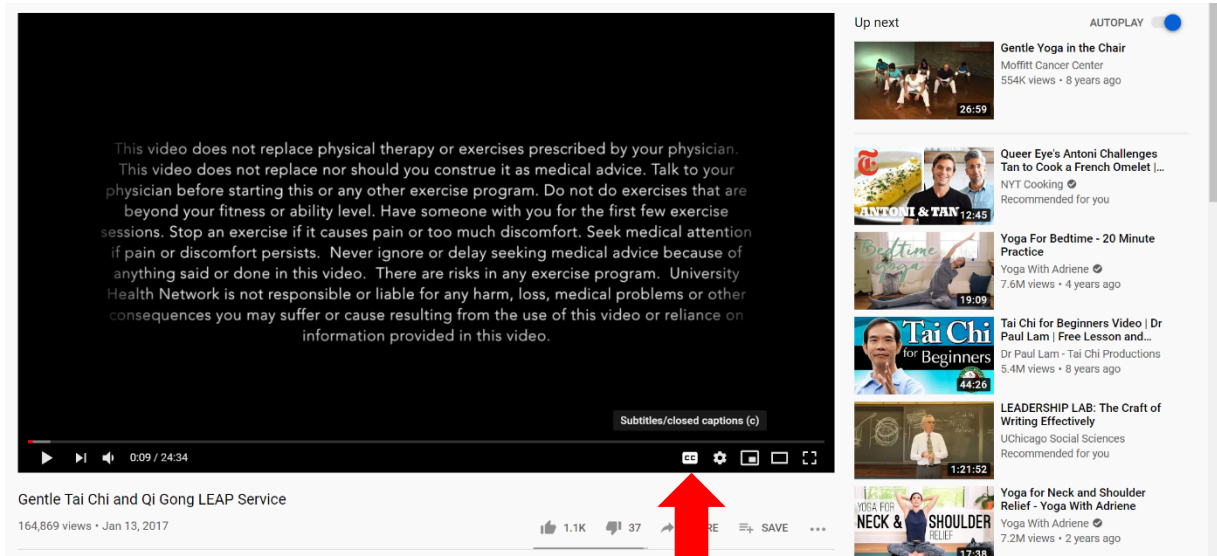 This video does not replace physical therapy or exercises prescribed by your physician.
This video does not replace nor should you construe it as medical advice. Talk to your
physician before starting this or any other exercise program. Do not do exercises that are
beyond your fitness or ability level. Have someone with you for the first few exercise
sessions. Stop an exercise if it causes pain or too much discomfort. Seek medical attention
if pain or discomfort persists. Never ignore or delay seeking medical advice because of
anything said or done in this video. There are risks in any exercise program. University
Health Network is not responsible or liable for any harm, loss, medical problems or other
consequences you may suffer or cause resulting from the use of this video or reliance on
information provided in this video.
Subtitles/closed captions (c)
0:09 / 24:34
CC
Gentle Tai Chi and Qi Gong LEAP Service
164,869 views • Jan 13, 2017
1.1K
37
RE
SAVE
Up next
AUTOPLAY
Gentle Yoga in the Chair
Moffitt Cancer Center
554K views • 8 years ago
26:59
Queer Eye's Antoni Challenges
Tan to Cook a French Omelet |...
NYT Cooking
Recommended for you
ANTONI & TAN
12:45
Yoga For Bedtime - 20 Minute
Practice
Yoga With Adriene
7.6M views • 4 years ago
Bedtime
yoga
19:09
Tai Chi for Beginners Video | Dr
Paul Lam | Free Lesson and...
Dr Paul Lam - Tai Chi Productions
5.4M views • 8 years ago
Tai Chi
for Beginners
44:26
LEADERSHIP LAB: The Craft of
Writing Effectively
UChicago Social Sciences
Recommended for you
1:21:52
Yoga for Neck and Shoulder
Relief - Yoga With Adriene
Yoga With Adriene
7.2M views • 2 years ago
YOGA FOR
NECK &
SHOULDER
RELIEF
17:38